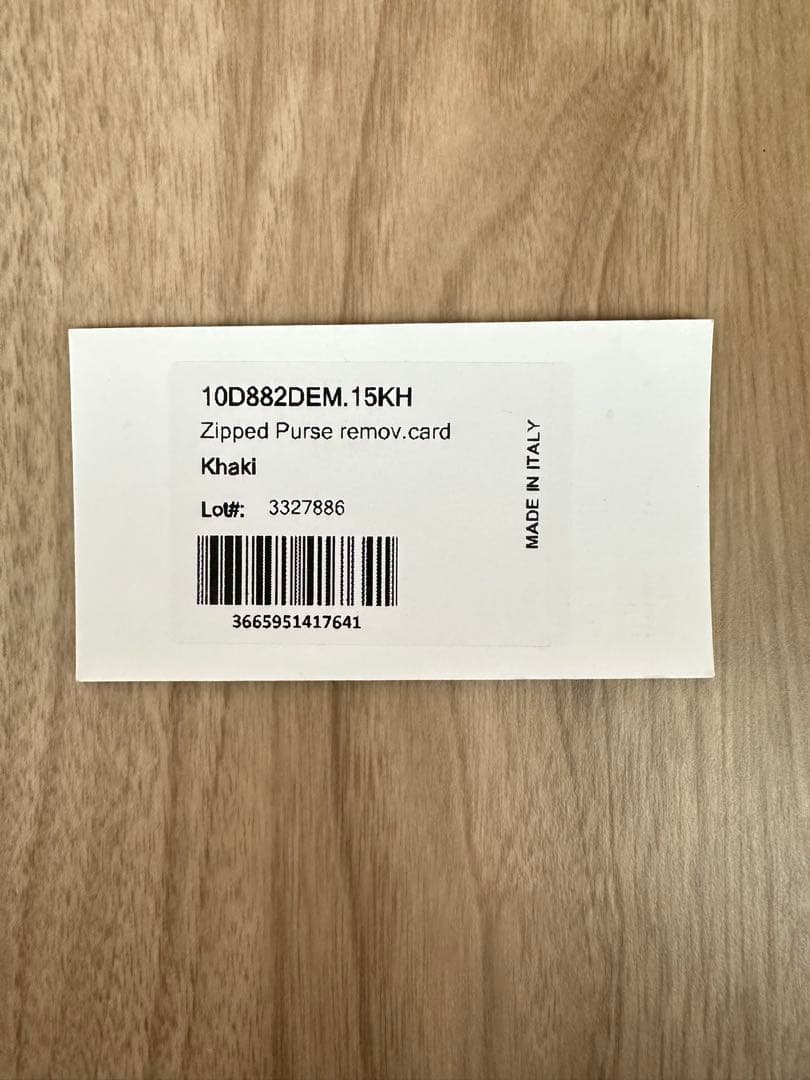 10D882DEM.15KH
Zipped Purse remov.card
Khaki
Lot#: 3327886
3665951417641
MADE IN ITALY